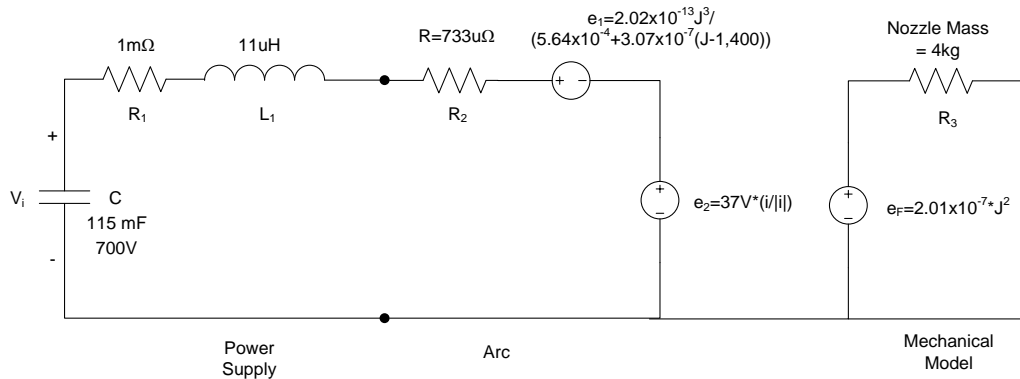 e₁=2.02x10⁻¹³J³/
(5.64x10⁻⁴+3.07x10⁻⁷(J-1,400))
1mΩ
11uH
R=733uΩ
Nozzle Mass
= 4kg
+ -
R₁
L₁
R₂
R₃
+
Vᵢ
C
115 mF
700V
-
+
-
e₂=37V*(i/|i|)
+
-
e_F=2.01x10⁻⁷*J²
Power
Supply
Arc
Mechanical
Model